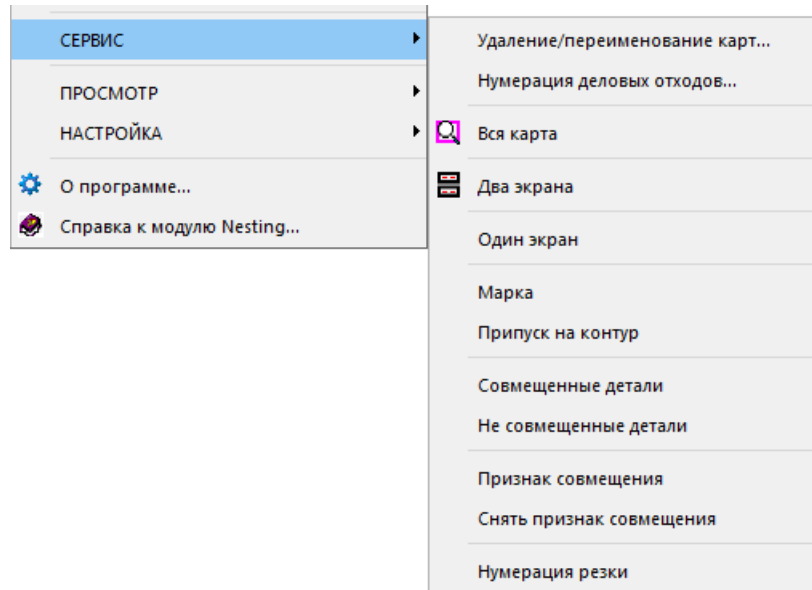 СЕРВИС
ПРОСМОТР
НАСТРОЙКА
О программе...
Справка к модулю Nesting...
Удаление/переименование карт...
Нумерация деловых отходов...
Вся карта
Два экрана
Один экран
Марка
Припуск на контур
Совмещенные детали
Не совмещенные детали
Признак совмещения
Снять признак совмещения
Нумерация резки